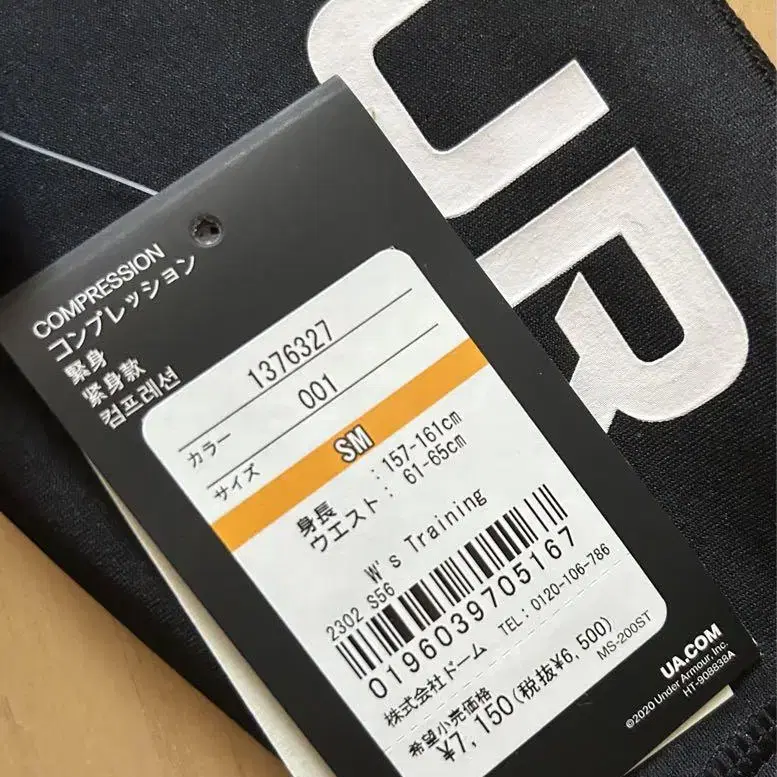 UR
COMPRESSION
コンプレッション
緊身
紧身款
컴프레션
1376327
カラー 001
サイズ SM
身長 : 157-161cm
ウエスト : 61-65cm
W's Training
2302 S56
0196039705167
株式会社ドーム TEL:0120-106-786
希望小売価格
¥7,150(税抜¥6,500)
MS-200ST
UA.COM
©2020 Under Armour, Inc.
HT-908838A